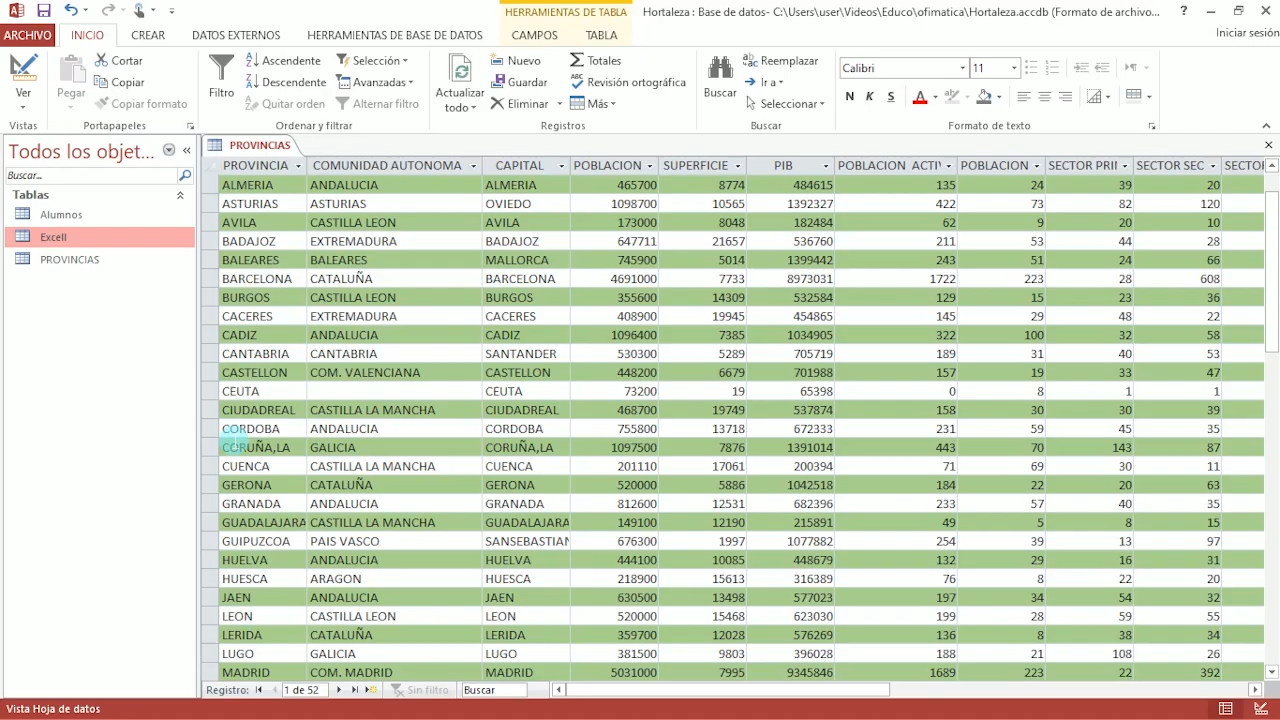 HERRAMIENTAS DE TABLA
Hortaleza : Base de datos- C:\Users\user\Videos\Educo\ofimatica\Hortaleza.accdb (Formato de archivo...
?
ARCHIVO INICIO CREAR DATOS EXTERNOS HERRAMIENTAS DE BASE DE DATOS CAMPOS TABLA
Iniciar sesión
Ver
Pegar
Cortar
Copiar
Copiar formato
Filtro
Ascendente
Descendente
Quitar orden
Selección
Avanzadas
Alternar filtro
Actualizar
todo
Nuevo
Guardar
Eliminar
Totales
Revisión ortográfica
Más
Buscar
Reemplazar
Ir a
Seleccionar
Calibri 11
N K S A
Vistas Portapapeles Ordenar y filtrar Registros Buscar Formato de texto
Todos los objet...
Buscar...
Tablas
Alumnos
Excell
PROVINCIAS
PROVINCIAS
PROVINCIA COMUNIDAD AUTONOMA CAPITAL POBLACION SUPERFICIE PIB POBLACION ACTIV POBLACION SECTOR PRIM SECTOR SEC SECTOR
ALMERIA ANDALUCIA ALMERIA 465700 8774 484615 135 24 39 20
ASTURIAS ASTURIAS OVIEDO 1098700 10565 1392327 422 73 82 120
AVILA CASTILLA LEON AVILA 173000 8048 182484 62 9 20 10
BADAJOZ EXTREMADURA BADAJOZ 647711 21657 536760 211 53 44 28
BALEARES BALEARES MALLORCA 745900 5014 1399442 243 51 24 66
BARCELONA CATALUÑA BARCELONA 4691000 7733 8973031 1722 223 28 608
BURGOS CASTILLA LEON BURGOS 355600 14309 532584 129 15 23 36
CACERES EXTREMADURA CACERES 408900 19945 454865 145 29 48 22
CADIZ ANDALUCIA CADIZ 1096400 7385 1034905 322 100 32 58
CANTABRIA CANTABRIA SANTANDER 530300 5289 705719 189 31 40 53
CASTELLON COM. VALENCIANA CASTELLON 448200 6679 701988 157 19 33 47
CEUTA CEUTA 73200 19 65398 0 8 1 1
CIUDADREAL CASTILLA LA MANCHA CIUDADREAL 468700 19749 537874 158 30 30 39
CORDOBA ANDALUCIA CORDOBA 755800 13718 672333 231 59 45 35
CORUÑA,LA GALICIA CORUÑA,LA 1097500 7876 1391014 443 70 143 87
CUENCA CASTILLA LA MANCHA CUENCA 201110 17061 200394 71 69 30 11
GERONA CATALUÑA GERONA 520000 5886 1042518 184 22 20 63
GRANADA ANDALUCIA GRANADA 812600 12531 682396 233 57 40 35
GUADALAJARA CASTILLA LA MANCHA GUADALAJARA 149100 12190 215891 49 5 8 15
GUIPUZCOA PAIS VASCO SANSEBASTIAN 676300 1997 1077882 254 39 13 97
HUELVA ANDALUCIA HUELVA 444100 10085 448679 132 29 16 31
HUESCA ARAGON HUESCA 218900 15613 316389 76 8 22 20
JAEN ANDALUCIA JAEN 630500 13498 577023 197 34 54 32
LEON CASTILLA LEON LEON 520000 15468 623030 199 28 59 55
LERIDA CATALUÑA LERIDA 359700 12028 576269 136 8 38 34
LUGO GALICIA LUGO 381500 9803 396028 188 21 108 26
MADRID COM. MADRID MADRID 5031000 7995 9345846 1689 223 22 392
Registro: 1 de 52 Sin filtro Buscar
Vista Hoja de datos